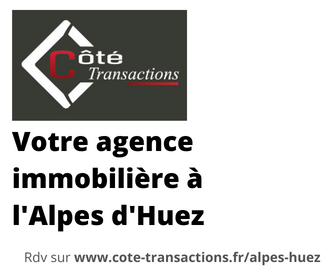 Côté
Transactions
Votre agence
immobilière à
l'Alpes d'Huez
Rdv sur www.cote-transactions.fr/alpes-huez